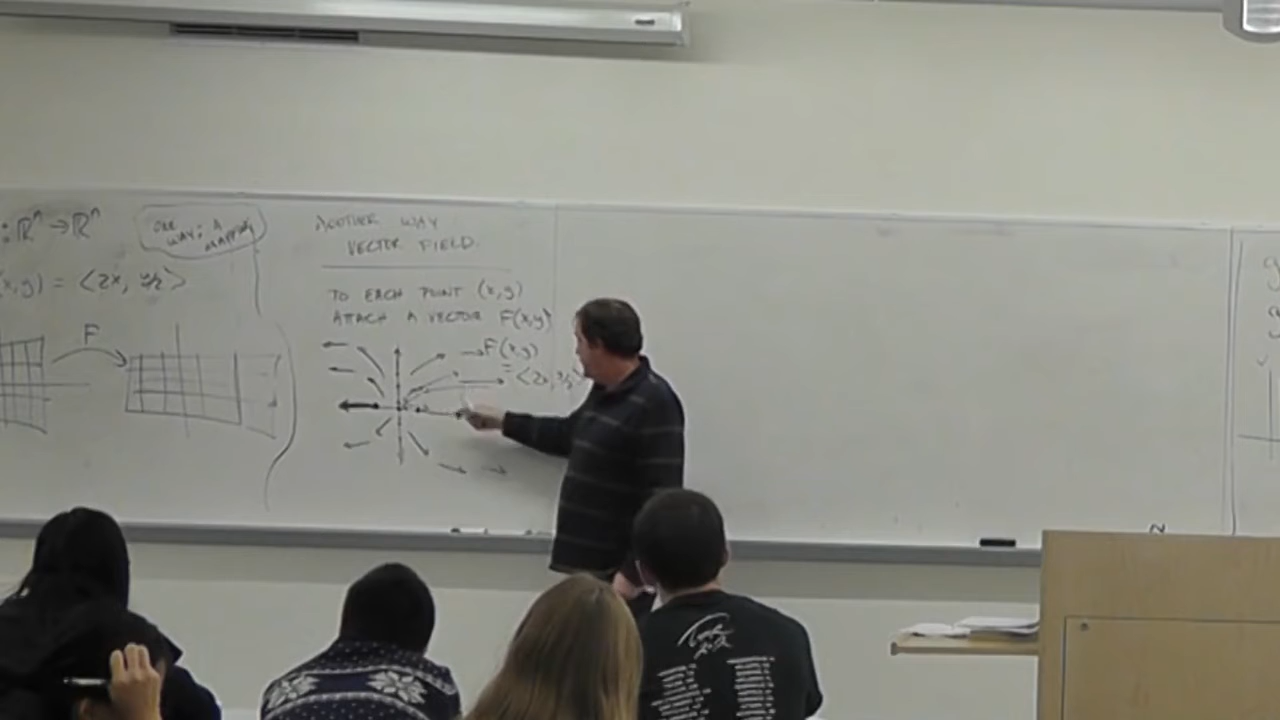 : ℝⁿ → ℝⁿ
ONE WAY: A MAPPING
(x,y) = <2x, y/2>
F
ANOTHER WAY
VECTOR FIELD.
TO EACH POINT (x,y)
ATTACH A VECTOR F(x,y)
F(x,y)
= <2x, y/2>